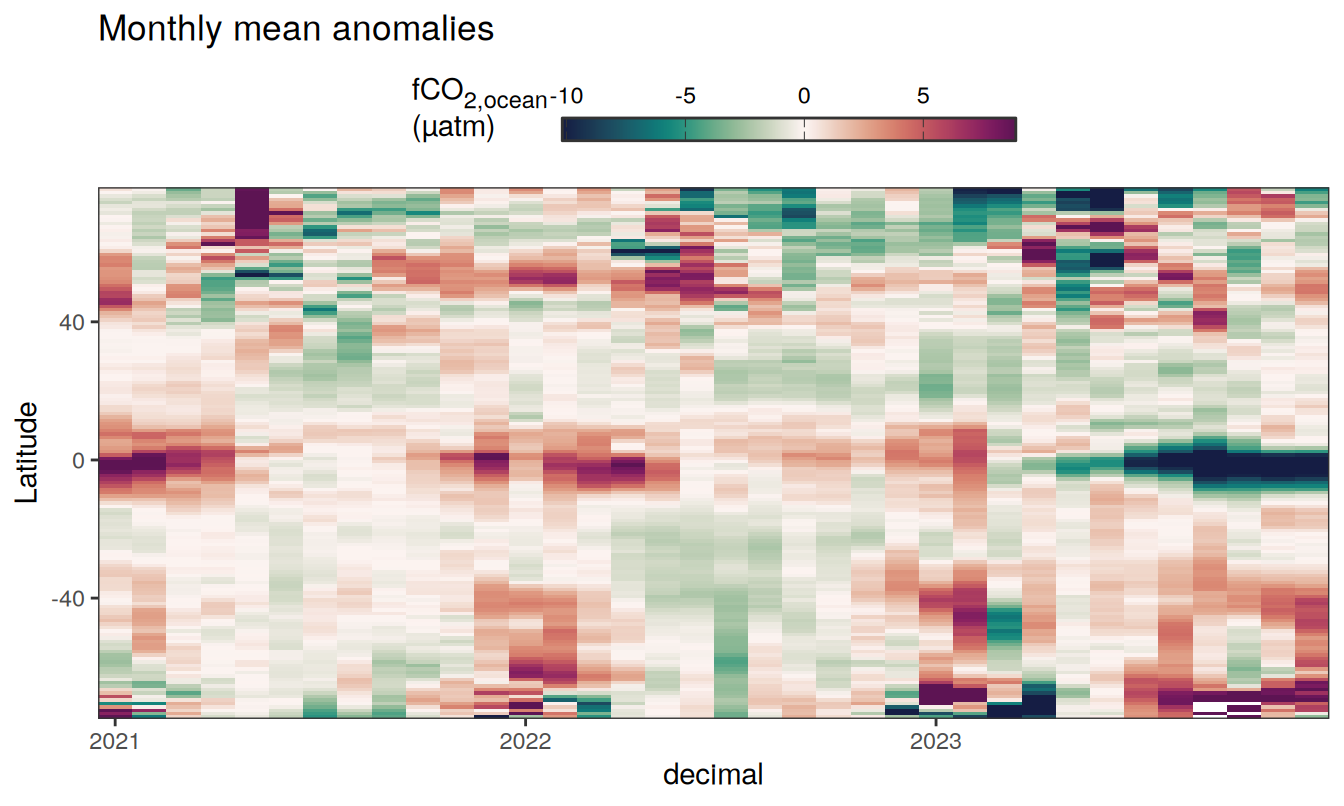 Monthly mean anomalies
fCO2,ocean
(µatm)
-10 -5 0 5
Latitude
40
0
-40
2021 2022 2023
decimal